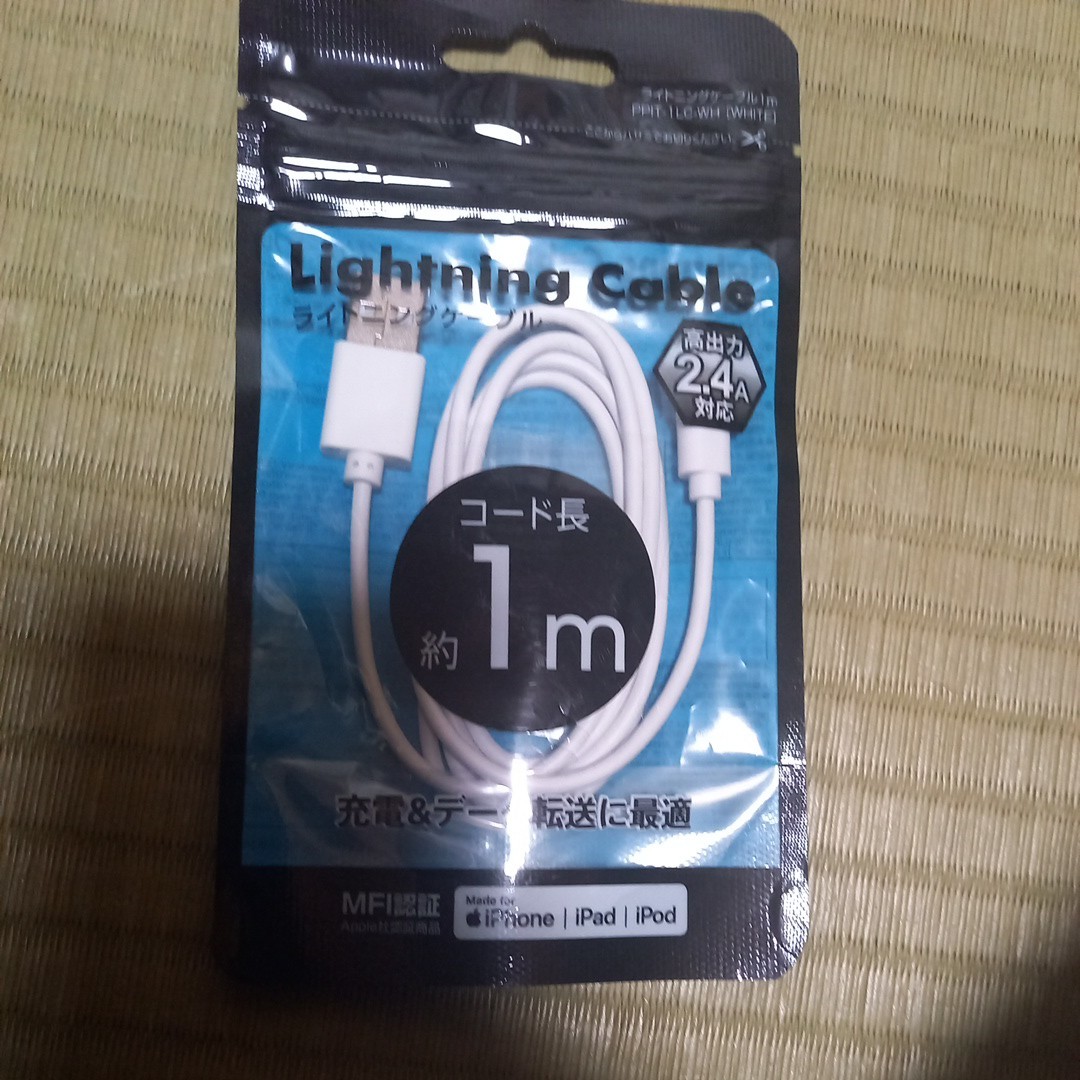 ライトニングケーブル1m
PPIT-1LC-WH [WHITE]
Lightning Cable
ライトニングケーブル
高出力
2.4A
対応
コード長
約1m
充電&データ転送に最適
MFI認証
Apple社認証商品
Made for
iPhone | iPad | iPod